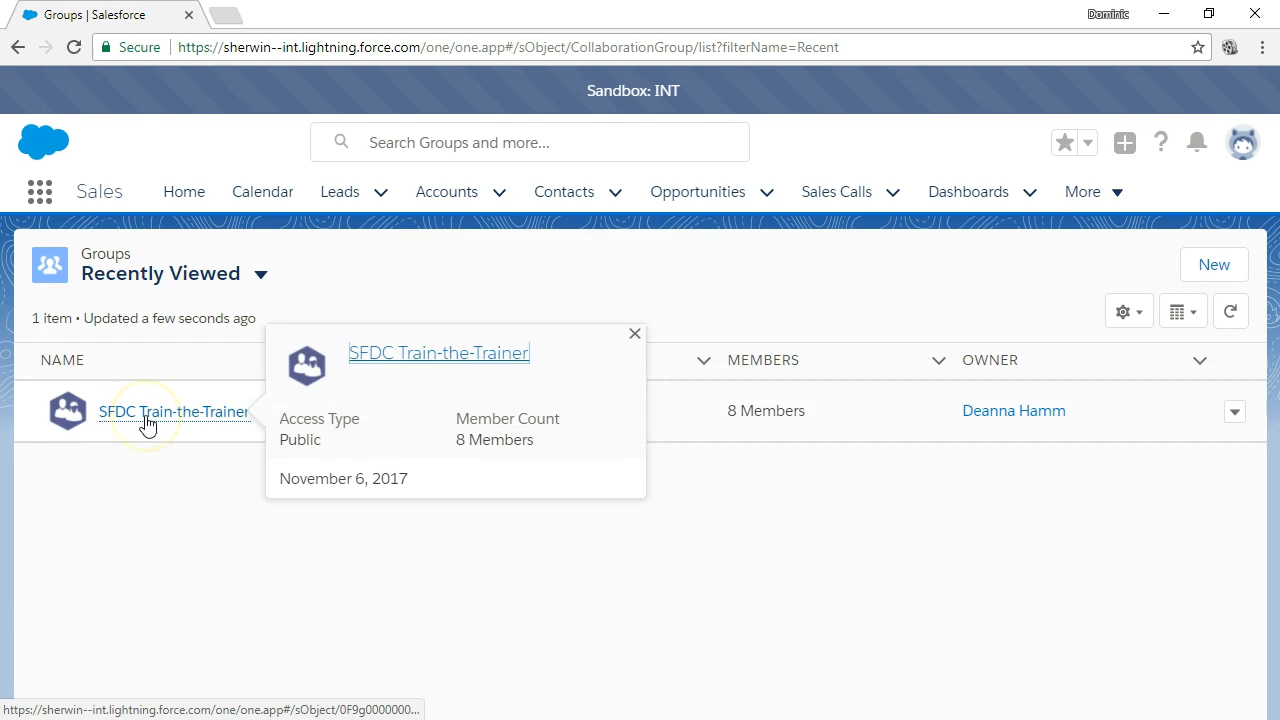 Groups | Salesforce
Dominic
Secure
https://sherwin--int.lightning.force.com/one/one.app#/sObject/CollaborationGroup/list?filterName=Recent
Sandbox: INT
Search Groups and more...
Sales Home Calendar Leads Accounts Contacts Opportunities Sales Calls Dashboards More
Groups
Recently Viewed
New
1 item • Updated a few seconds ago
NAME MEMBERS OWNER
SFDC Train-the-Trainer 8 Members Deanna Hamm
SFDC Train-the-Trainer
Access Type Member Count
Public 8 Members
November 6, 2017
https://sherwin--int.lightning.force.com/one/one.app#/sObject/0F9g0000000...